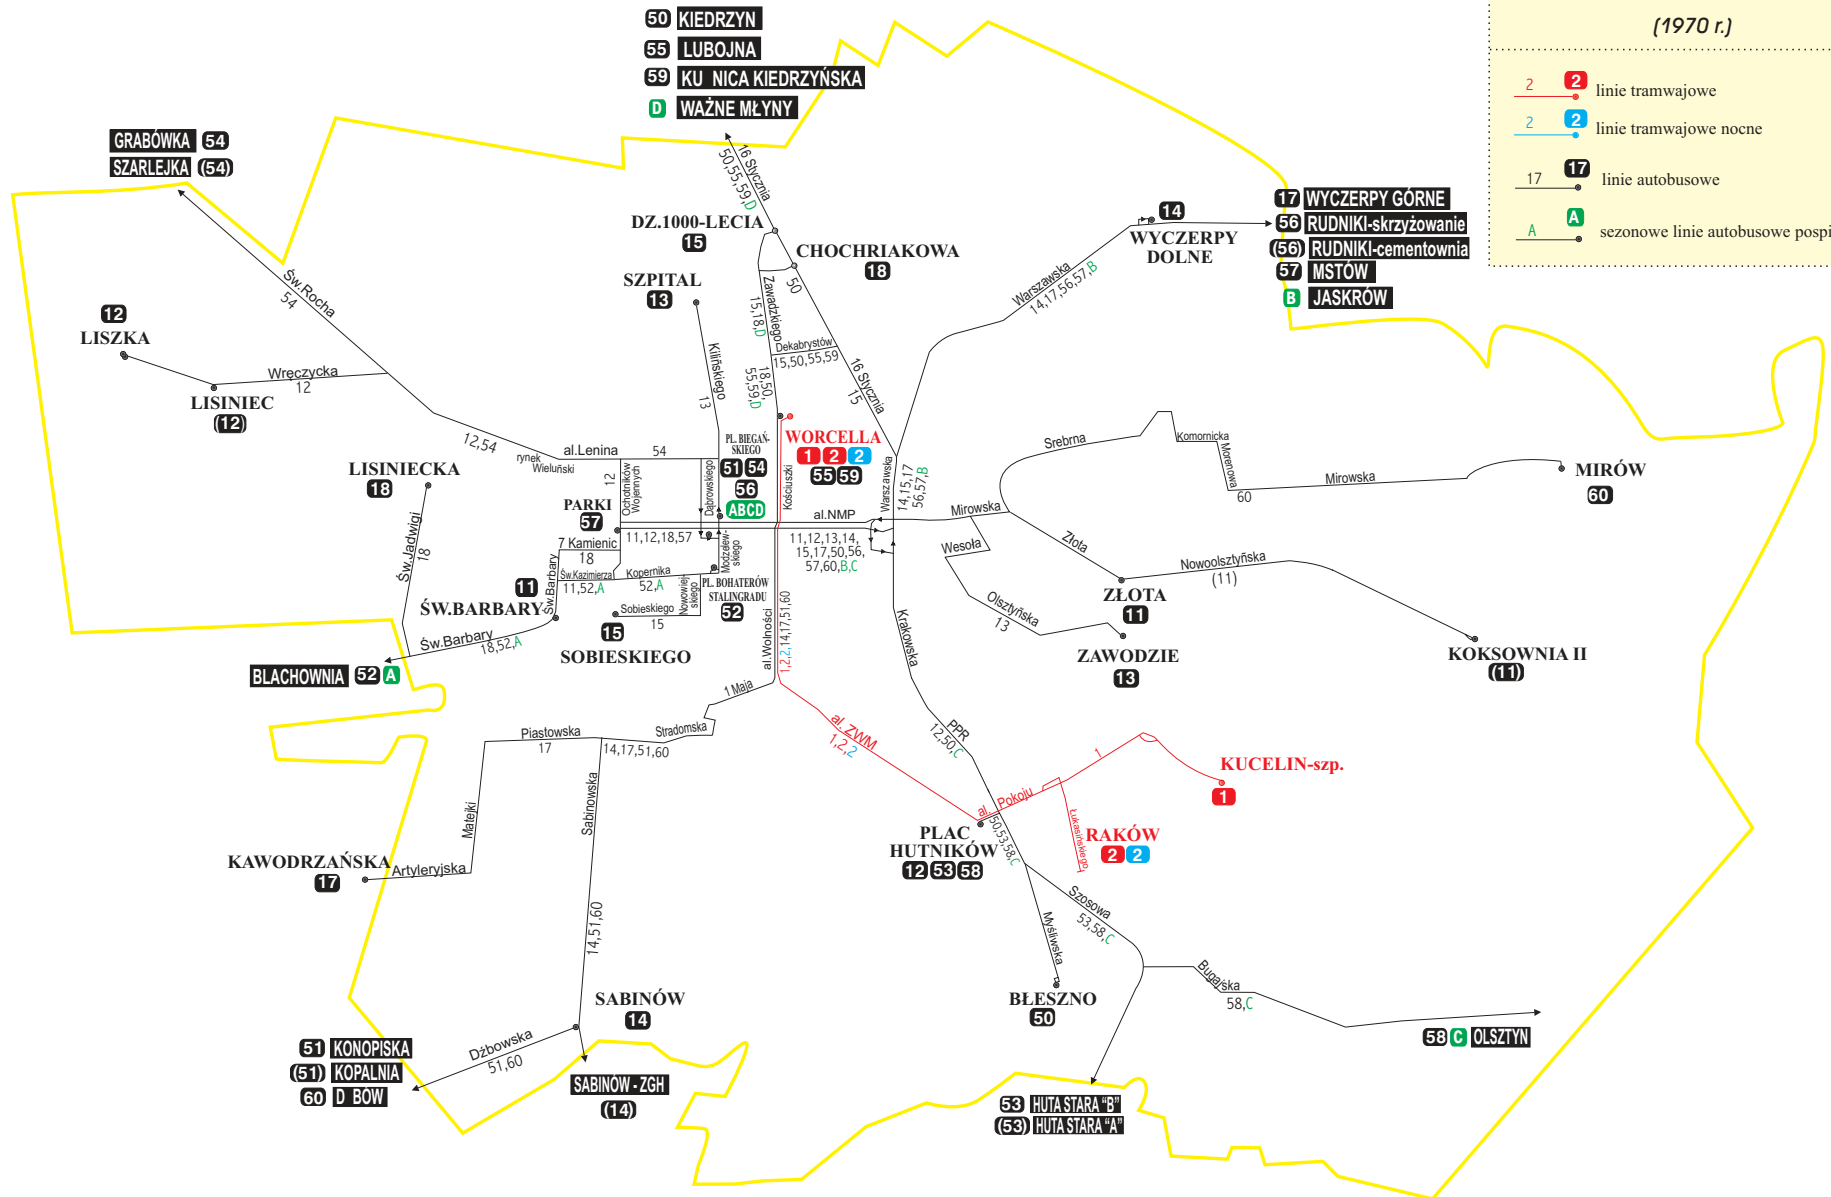 50 KIEDRZYN
55 LUBOJNA
59 KU NICA KIEDRZYŃSKA
D WAŻNE MŁYNY
(1970 r.)
2 2 linie tramwajowe
2 2 linie tramwajowe nocne
17 17 linie autobusowe
A A sezonowe linie autobusowe pospi
GRABÓWKA 54
SZARLEJKA (54)
16 Stycznia
50,55,59,D
DZ.1000-LECIA
15
CHOCHRIAKOWA
18
SZPITAL
13
14
WYCZERPY
DOLNE
17 WYCZERPY GÓRNE
56 RUDNIKI-skrzyżowanie
(56) RUDNIKI-cementownia
57 MSTÓW
B JASKRÓW
Warszawska
14,17,56,57,B
Św.Rocha
54
12
LISZKA
Wręczycka
12
LISINIEC
(12)
50
Zawadzkiego
15,18,D
Dekabrystów
15,50,55,59
16 Stycznia
15
Kilińskiego
13
18,50,
55,59,D
12,54
rynek
Wieluński
al.Lenina
54
PL. BIEGAŃ-
SKIEGO
51 54
56
ABCD
WORCELLA
1 2 2
55 59
Kościuszki
Dąbrowskiego
Ochotników
Wojennych
12
Warszawska
14,15,17
56,57,B
Srebrna
Komornicka
Morenowa
60
Mirowska
MIRÓW
60
LISINIECKA
18
Św.Jadwigi
18
PARKI
57
al.NMP
Mirowska
11,12,18,57
11,12,13,14,
15,17,50,56,
57,60,B,C
Modzelew-
skiego
7 Kamienic
18
Św.Kazimierza
11,52,A
Kopernika
52,A
Nowowiej-
skiego
PL. BOHATERÓW
STALINGRADU
52
Św.Barbary
11
ŚW.BARBARY
Sobieskiego
15
15
SOBIESKIEGO
Św.Barbary
18,52,A
BLACHOWNIA 52 A
Wesoła
Złota
Nowoolsztyńska
(11)
ZŁOTA
11
Olsztyńska
13
ZAWODZIE
13
KOKSOWNIA II
(11)
Krakowska
al.Wolności
1,2,2,14,17,51,60
1 Maja
Stradomska
Piastowska
17
14,17,51,60
Matejki
Sabinowska
14,51,60
KAWODRZAŃSKA
17
Artyleryjska
al. ZWM
1,2,2
PPR
12,50,C
al. Pokoju
1
KUCELIN-szp.
1
Łukasińskiego
RAKÓW
2 2
PLAC
HUTNIKÓW
12 53 58
50,53,58,C
Szosowa
53,58,C
Myśliwska
BŁESZNO
50
Bugajska
58,C
58 C OLSZTYN
SABINÓW
14
Dźbowska
51,60
51 KONOPISKA
(51) KOPALNIA
60 D BÓW
SABINÓW - ZGH
(14)
53 HUTA STARA "B"
(53) HUTA STARA "A"